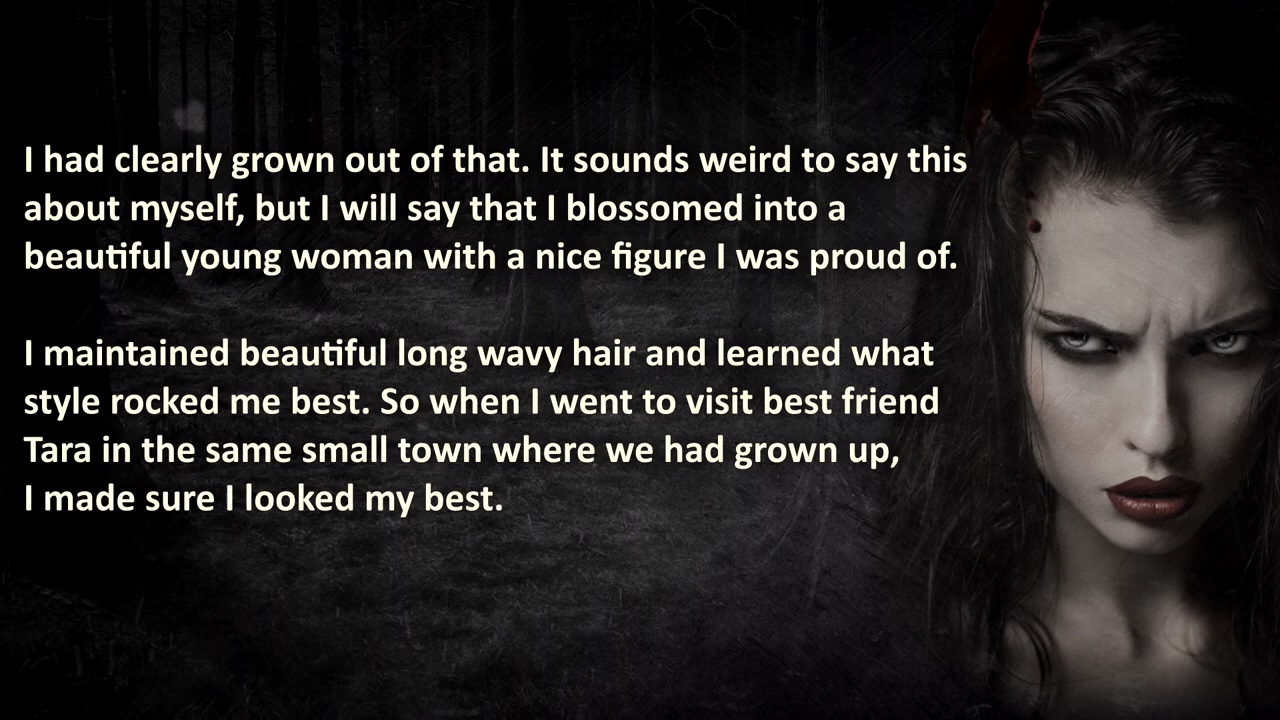 I had clearly grown out of that. It sounds weird to say this
about myself, but I will say that I blossomed into a
beautiful young woman with a nice figure I was proud of.
I maintained beautiful long wavy hair and learned what
style rocked me best. So when I went to visit best friend
Tara in the same small town where we had grown up,
I made sure I looked my best.